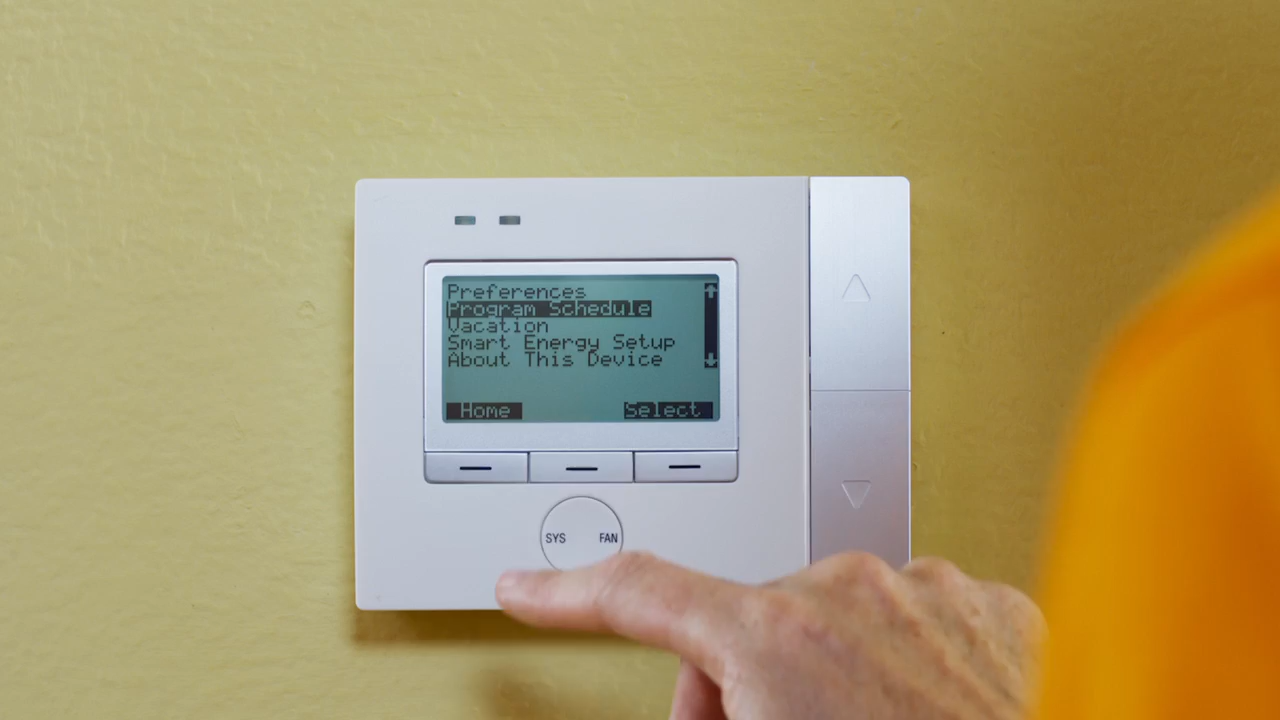 Preferences
Program Schedule
Vacation
Smart Energy Setup
About This Device
Home Select
SYS FAN